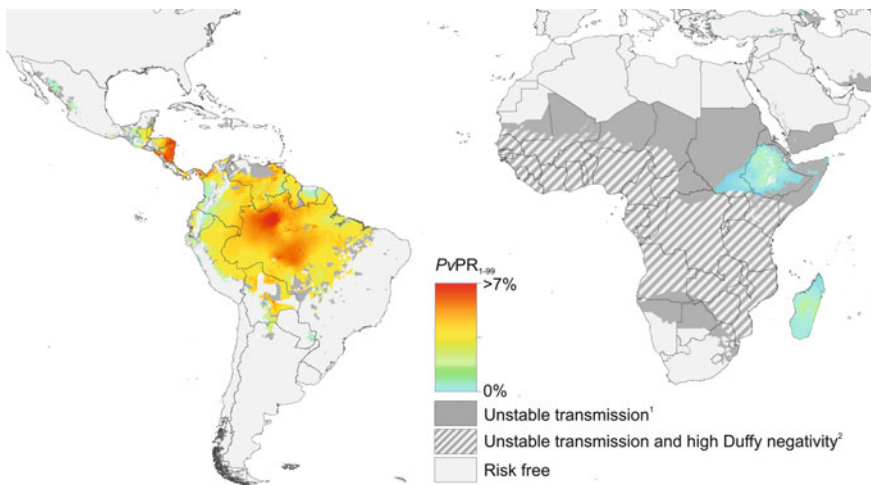 PvPR1-99
>7%
0%
Unstable transmission1
Unstable transmission and high Duffy negativity2
Risk free